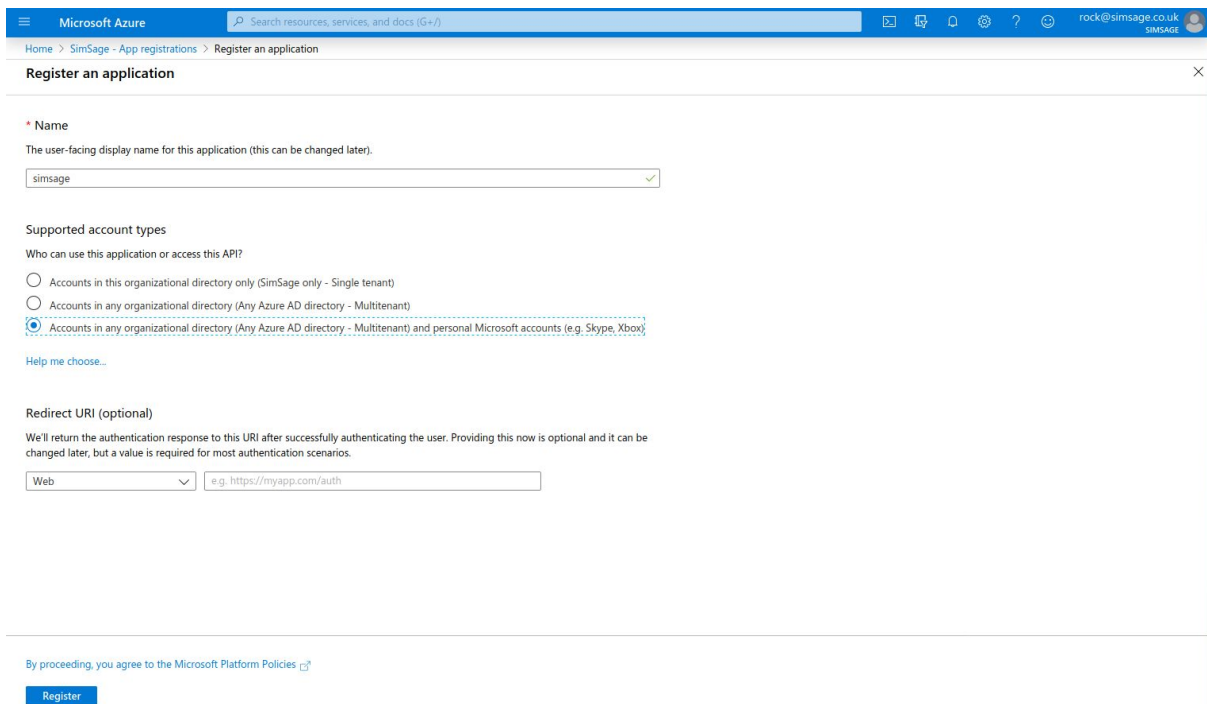 Microsoft Azure
Search resources, services, and docs (G+/)
rock@simsage.co.uk
SIMSAGE
Home > SimSage - App registrations > Register an application
Register an application
* Name
The user-facing display name for this application (this can be changed later).
simsage
Supported account types
Who can use this application or access this API?
Accounts in this organizational directory only (SimSage only - Single tenant)
Accounts in any organizational directory (Any Azure AD directory - Multitenant)
Accounts in any organizational directory (Any Azure AD directory - Multitenant) and personal Microsoft accounts (e.g. Skype, Xbox)
Help me choose...
Redirect URI (optional)
We'll return the authentication response to this URI after successfully authenticating the user. Providing this now is optional and it can be
changed later, but a value is required for most authentication scenarios.
Web
e.g. https://myapp.com/auth
By proceeding, you agree to the Microsoft Platform Policies
Register